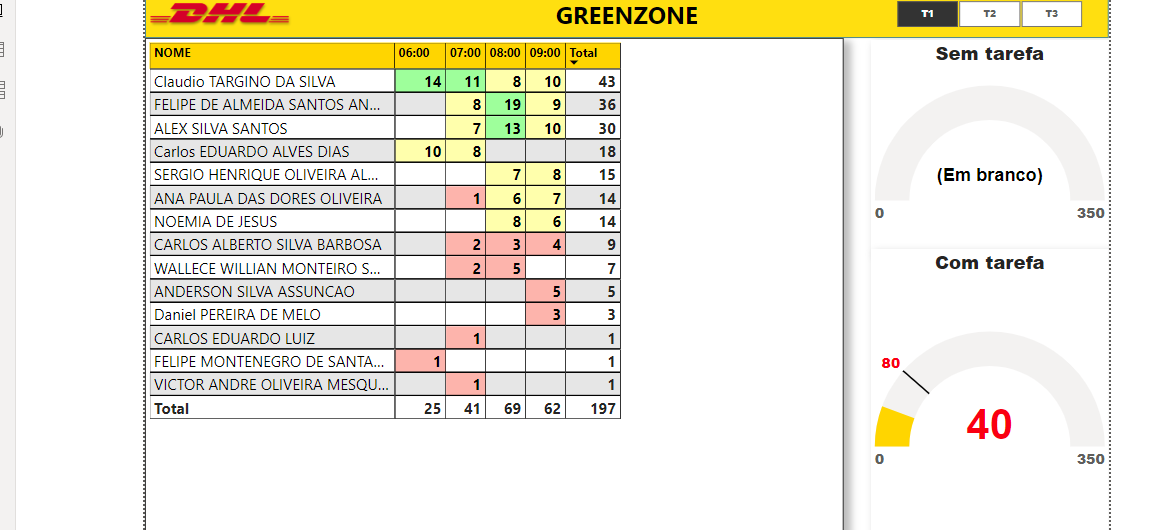 DHL
GREENZONE
T1 T2 T3
NOME 06:00 07:00 08:00 09:00 Total
Claudio TARGINO DA SILVA 14 11 8 10 43
FELIPE DE ALMEIDA SANTOS AN... 8 19 9 36
ALEX SILVA SANTOS 7 13 10 30
Carlos EDUARDO ALVES DIAS 10 8 18
SERGIO HENRIQUE OLIVEIRA AL... 7 8 15
ANA PAULA DAS DORES OLIVEIRA 1 6 7 14
NOEMIA DE JESUS 8 6 14
CARLOS ALBERTO SILVA BARBOSA 2 3 4 9
WALLECE WILLIAN MONTEIRO S... 2 5 7
ANDERSON SILVA ASSUNCAO 5 5
Daniel PEREIRA DE MELO 3 3
CARLOS EDUARDO LUIZ 1 1
FELIPE MONTENEGRO DE SANTA... 1 1
VICTOR ANDRE OLIVEIRA MESQU... 1 1
Total 25 41 69 62 197
Sem tarefa
(Em branco)
0 350
Com tarefa
80
40
0 350